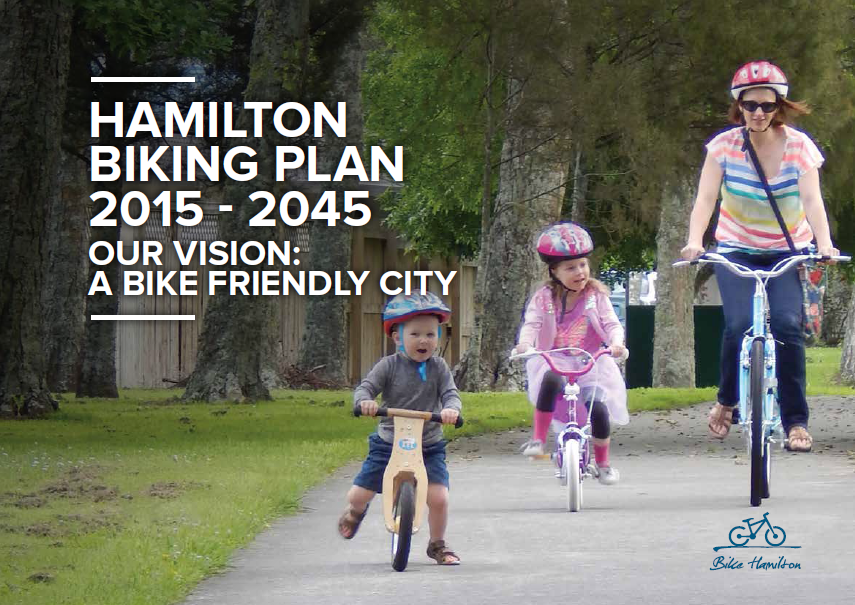 HAMILTON
BIKING PLAN
2015 - 2045
OUR VISION:
A BIKE FRIENDLY CITY
Bike Hamilton